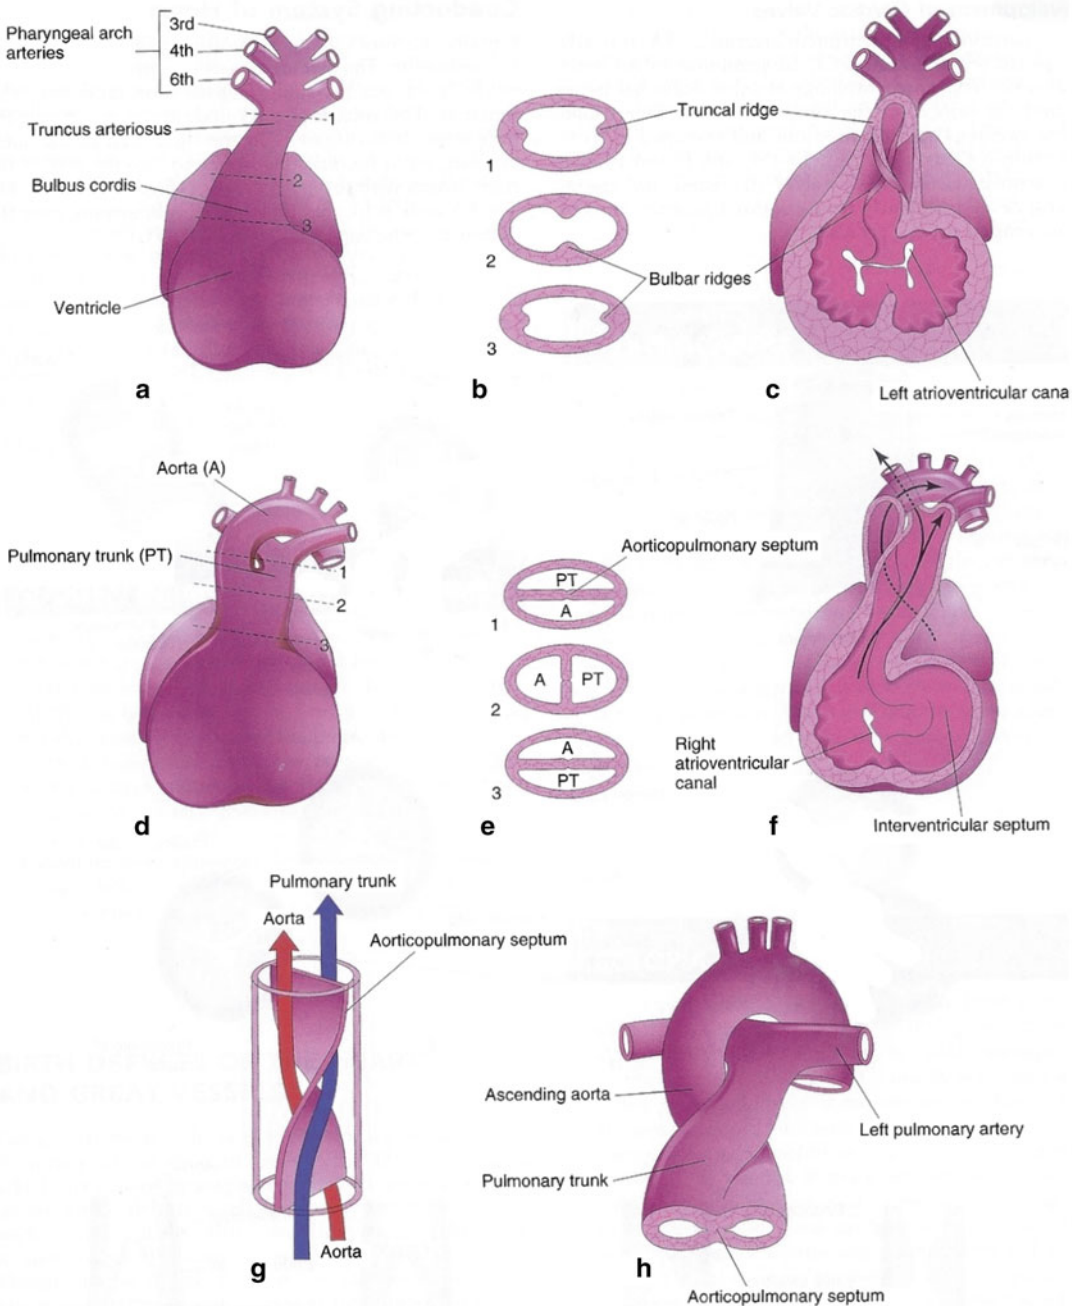 Pharyngeal arch
arteries
3rd
4th
6th
Truncus arteriosus
1
Bulbus cordis
2
3
Ventricle
a
1
2
3
Truncal ridge
Bulbar ridges
b
Left atrioventricular cana
c
Aorta (A)
Pulmonary trunk (PT)
1
2
3
d
Aorticopulmonary septum
PT
A
1
A
PT
2
A
PT
3
e
Right
atrioventricular
canal
Interventricular septum
f
Pulmonary trunk
Aorta
Aorticopulmonary septum
Aorta
g
Ascending aorta
Left pulmonary artery
Pulmonary trunk
h
Aorticopulmonary septum